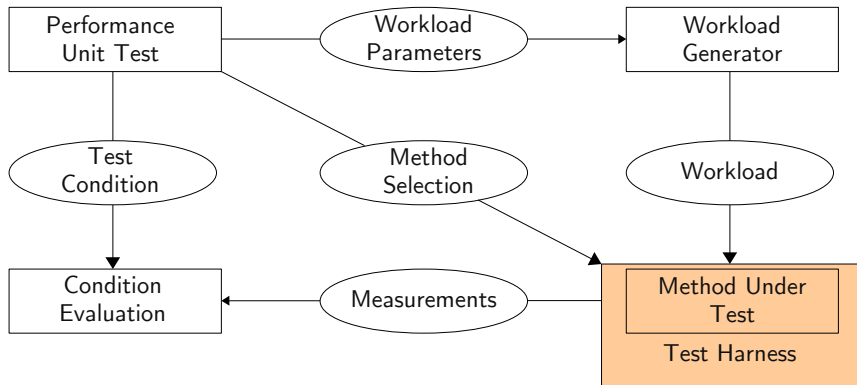 Performance
Unit Test
Workload
Parameters
Workload
Generator
Test
Condition
Method
Selection
Workload
Condition
Evaluation
Measurements
Method Under
Test
Test Harness